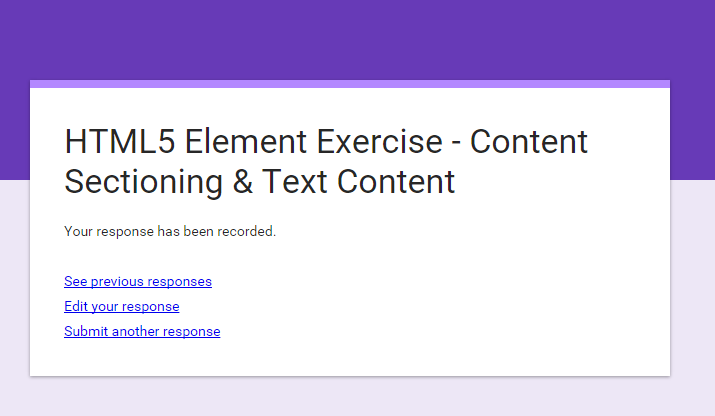 HTML5 Element Exercise - Content
Sectioning & Text Content
Your response has been recorded.
See previous responses
Edit your response
Submit another response